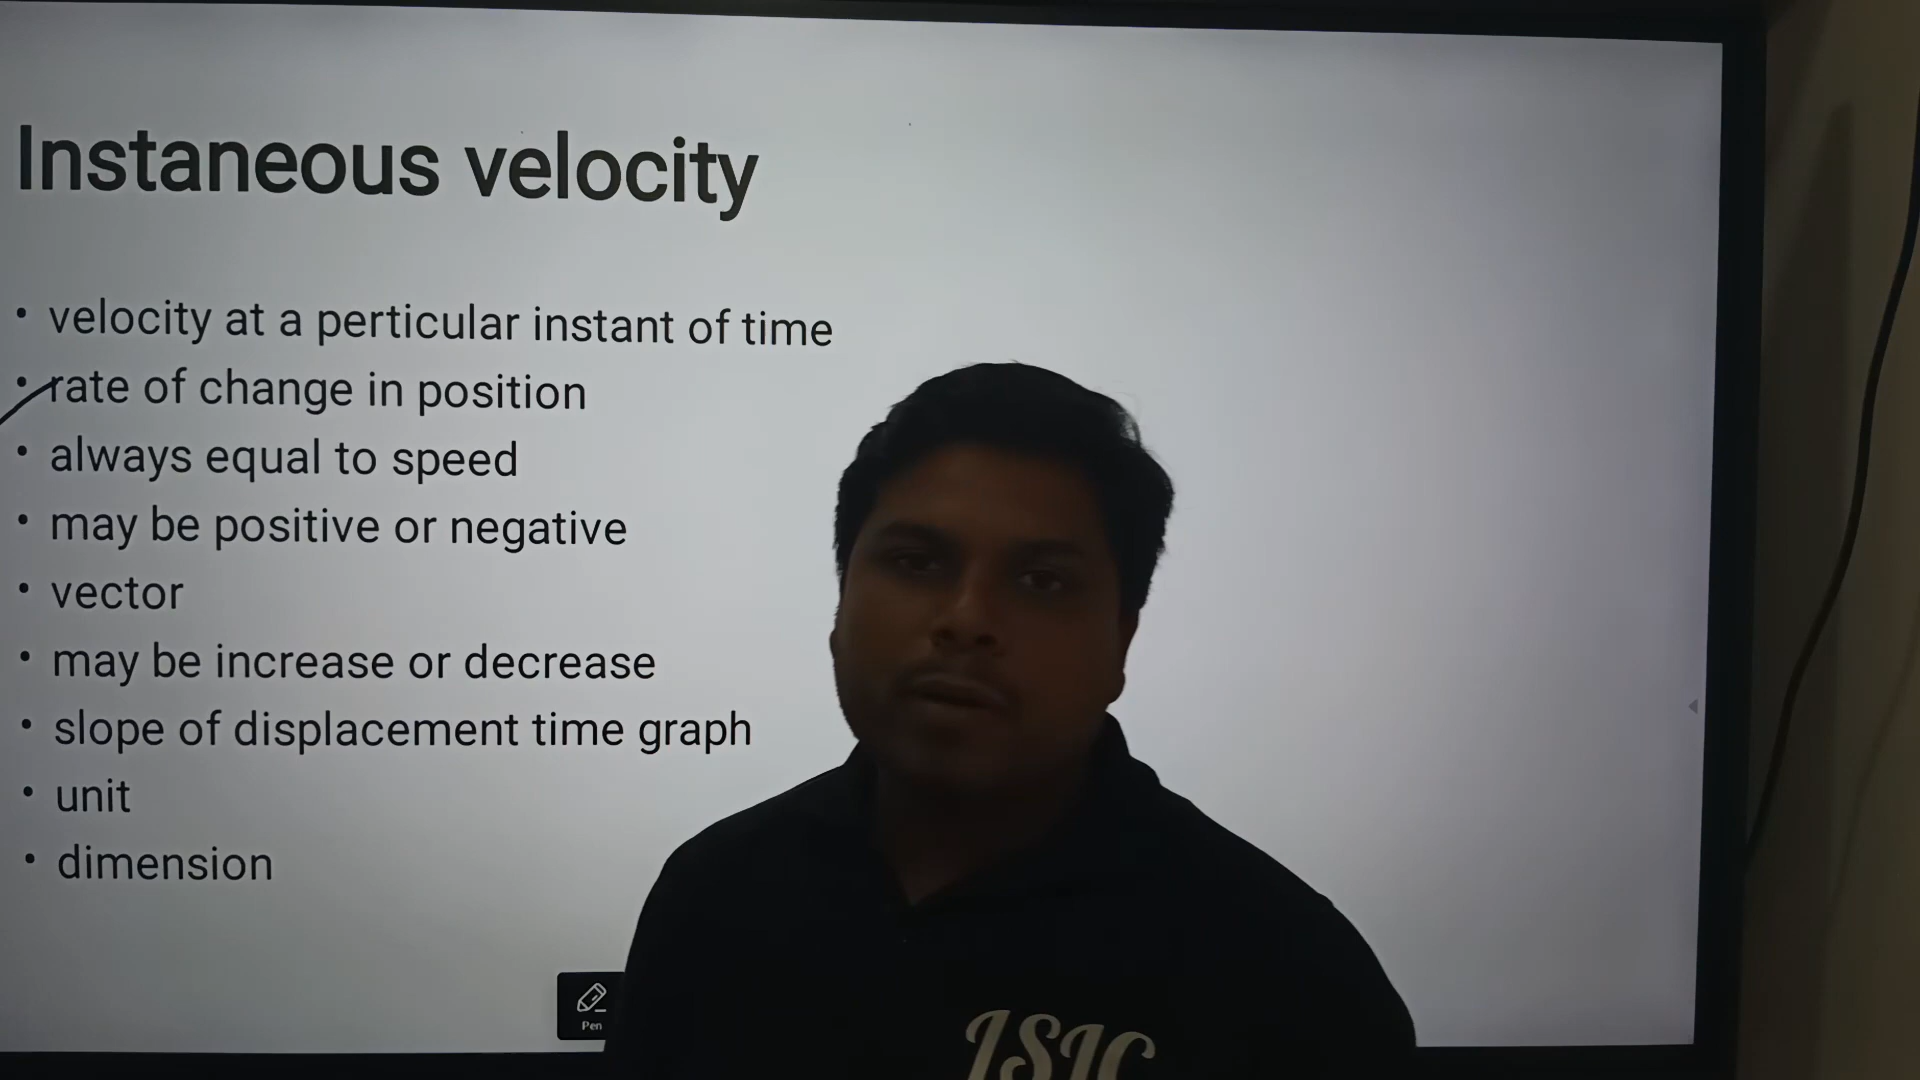 Instaneous velocity
• velocity at a perticular instant of time
• rate of change in position
• always equal to speed
• may be positive or negative
• vector
• may be increase or decrease
• slope of displacement time graph
• unit
• dimension
Pen
ISIC